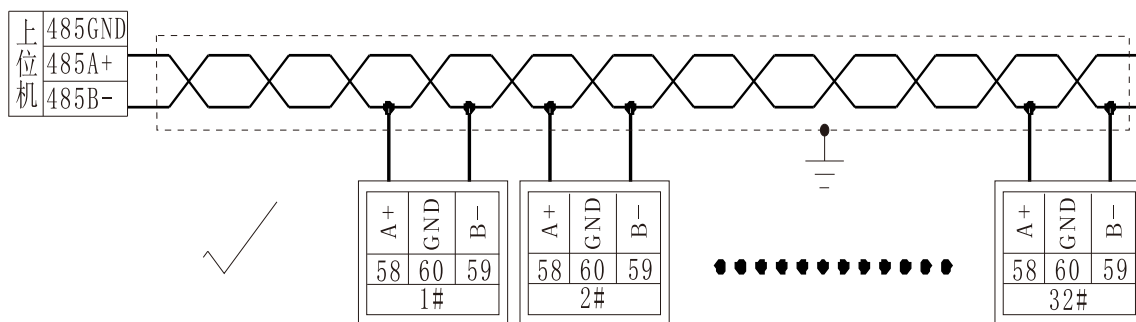 上位机
485GND
485A+
485B-
A+ GND B-
58 60 59
1#
A+ GND B-
58 60 59
2#
A+ GND B-
58 60 59
32#